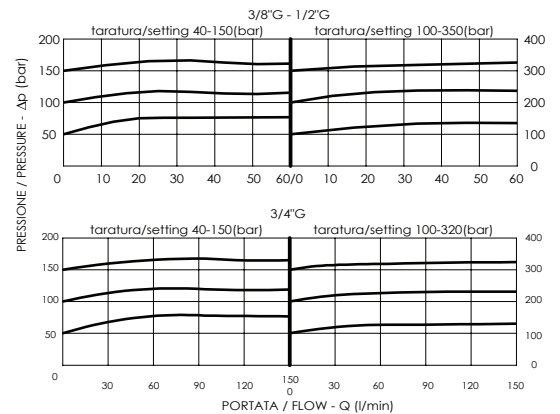 3/8"G - 1/2"G
taratura/setting 40-150(bar) taratura/setting 100-350(bar)
200 400
150 300
100 200
50 100
0
0 10 20 30 40 50 60/0 10 20 30 40 50 60
PRESSIONE / PRESSURE - Δp (bar)
3/4"G
taratura/setting 40-150(bar) taratura/setting 100-320(bar)
200 400
150 300
100 200
50 100
0 0
30 60 90 120 150 30 60 90 120 150
0
PORTATA / FLOW - Q (l/min)